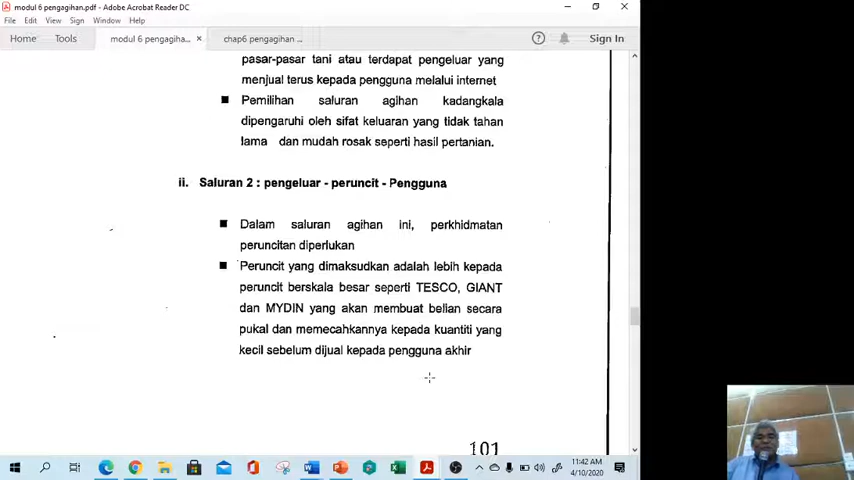 modul 6 pengagihan.pdf - Adobe Acrobat Reader DC
File Edit View Sign Window Help
Home Tools modul 6 pengagiha... × chap6 pengagihan ... Sign In
pasar-pasar tani atau terdapat pengeluar yang
menjual terus kepada pengguna melalui internet
■ Pemilihan saluran agihan kadangkala
dipengaruhi oleh sifat keluaran yang tidak tahan
lama dan mudah rosak seperti hasil pertanian.
ii. Saluran 2 : pengeluar - peruncit - Pengguna
■ Dalam saluran agihan ini, perkhidmatan
peruncitan diperlukan
■ Peruncit yang dimaksudkan adalah lebih kepada
peruncit berskala besar seperti TESCO, GIANT
dan MYDIN yang akan membuat belian secara
pukal dan memecahkannya kepada kuantiti yang
kecil sebelum dijual kepada pengguna akhir
101
11:42 AM
4/10/2020